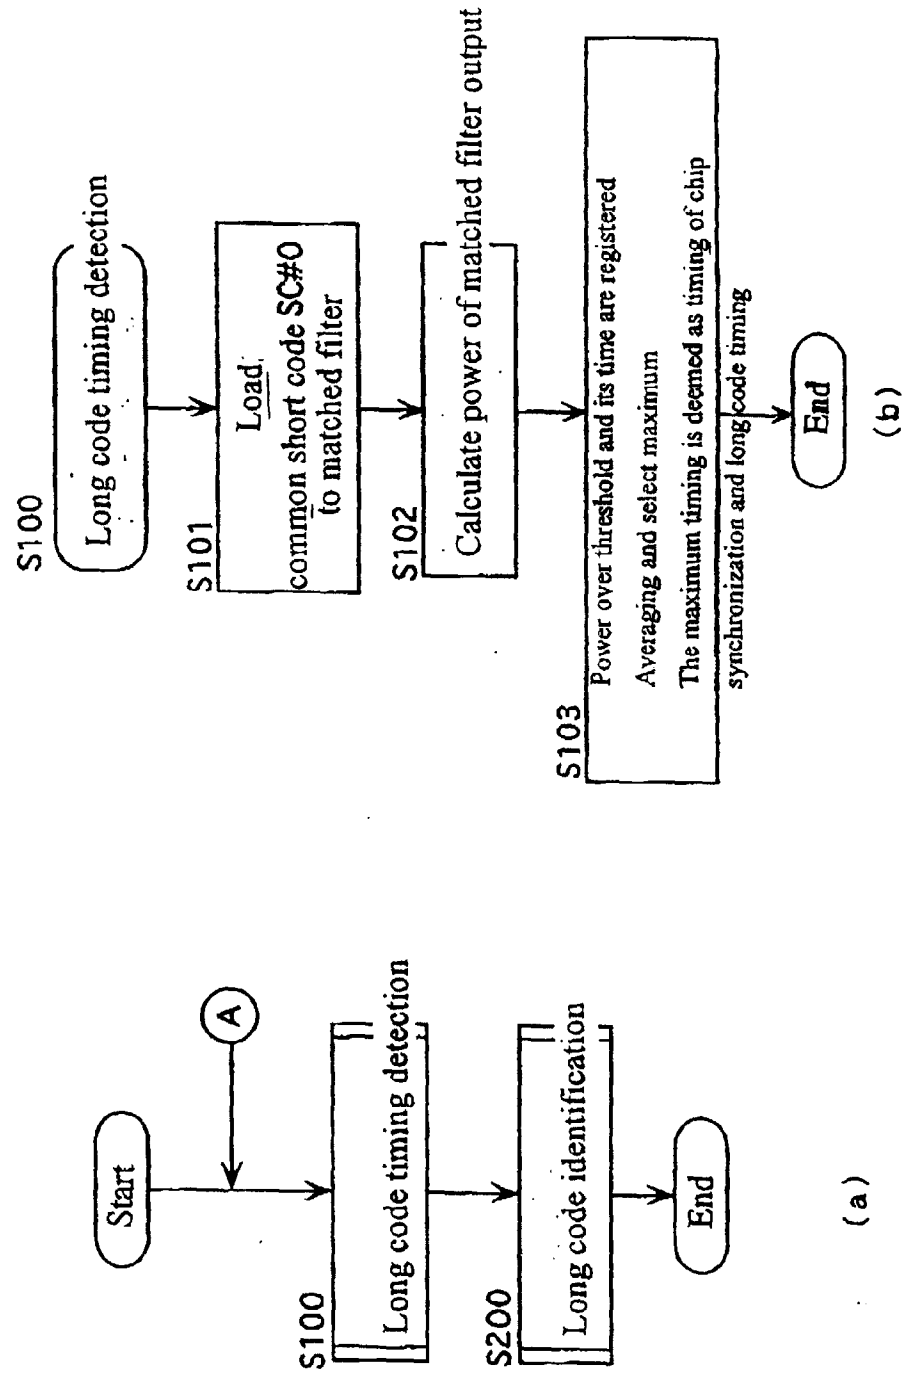 Start
A
S100
Long code timing detection
S200
Long code identification
End
(a)
S100
Long code timing detection
S101
Load
common short code SC#0
to matched filter
S102
Calculate power of matched filter output
S103
Power over threshold and its time are registered
Averaging and select maximum
The maximum timing is deemed as timing of chip
synchronization and long code timing
End
(b)